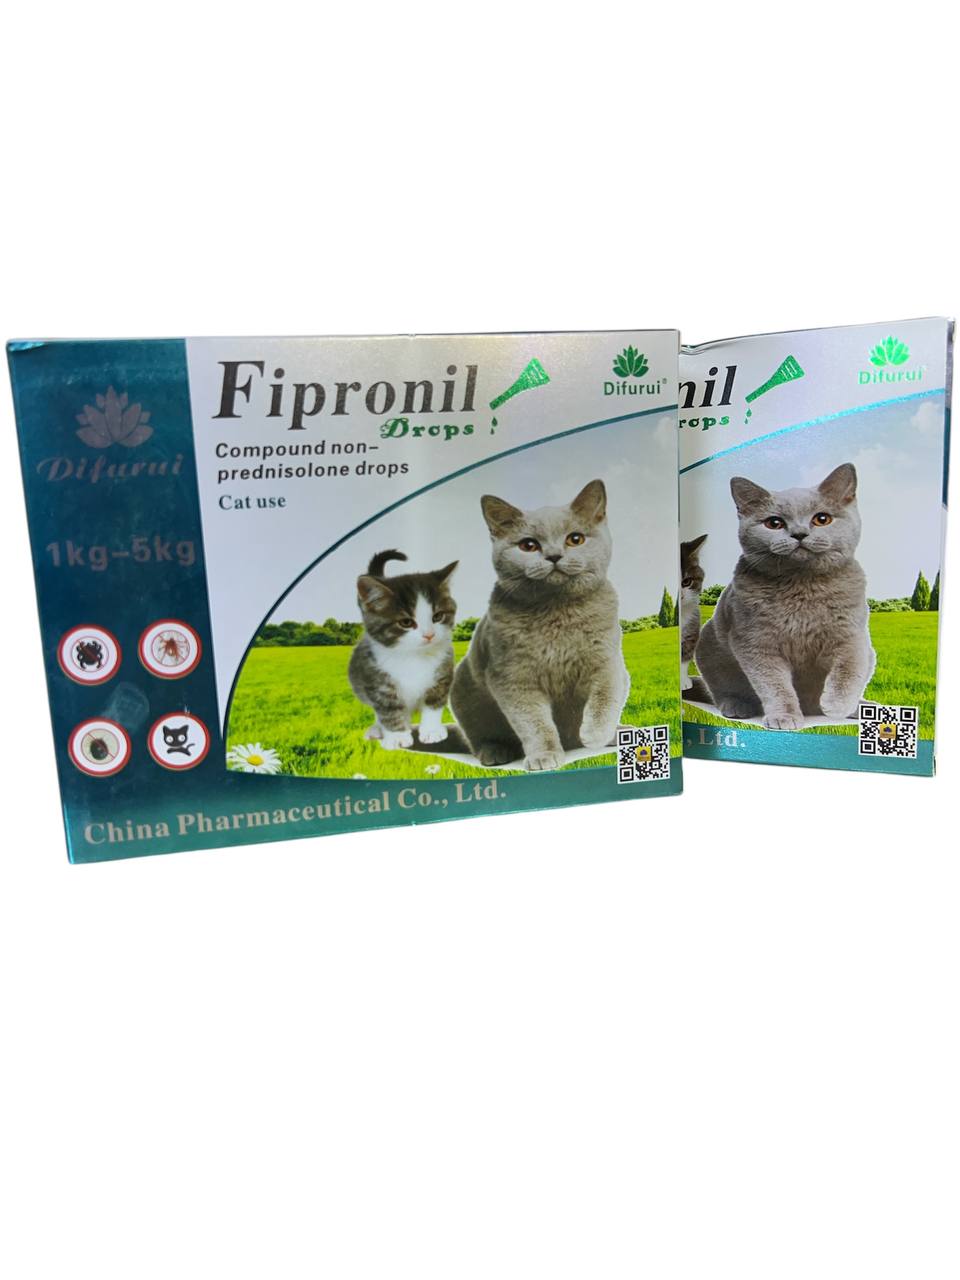 Difurui
1kg-5kg
Fipronil
Drops
Compound non-
prednisolone drops
Cat use
Difurui®
China Pharmaceutical Co., Ltd.
nil
rops
Difurui®
, Ltd.